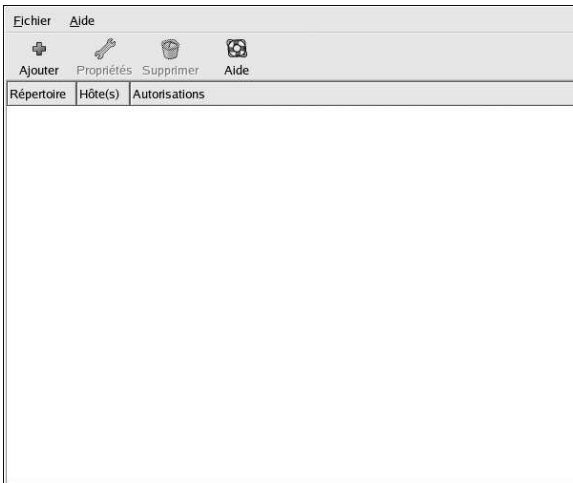 Fichier Aide
Ajouter Propriétés Supprimer Aide
Répertoire Hôte(s) Autorisations